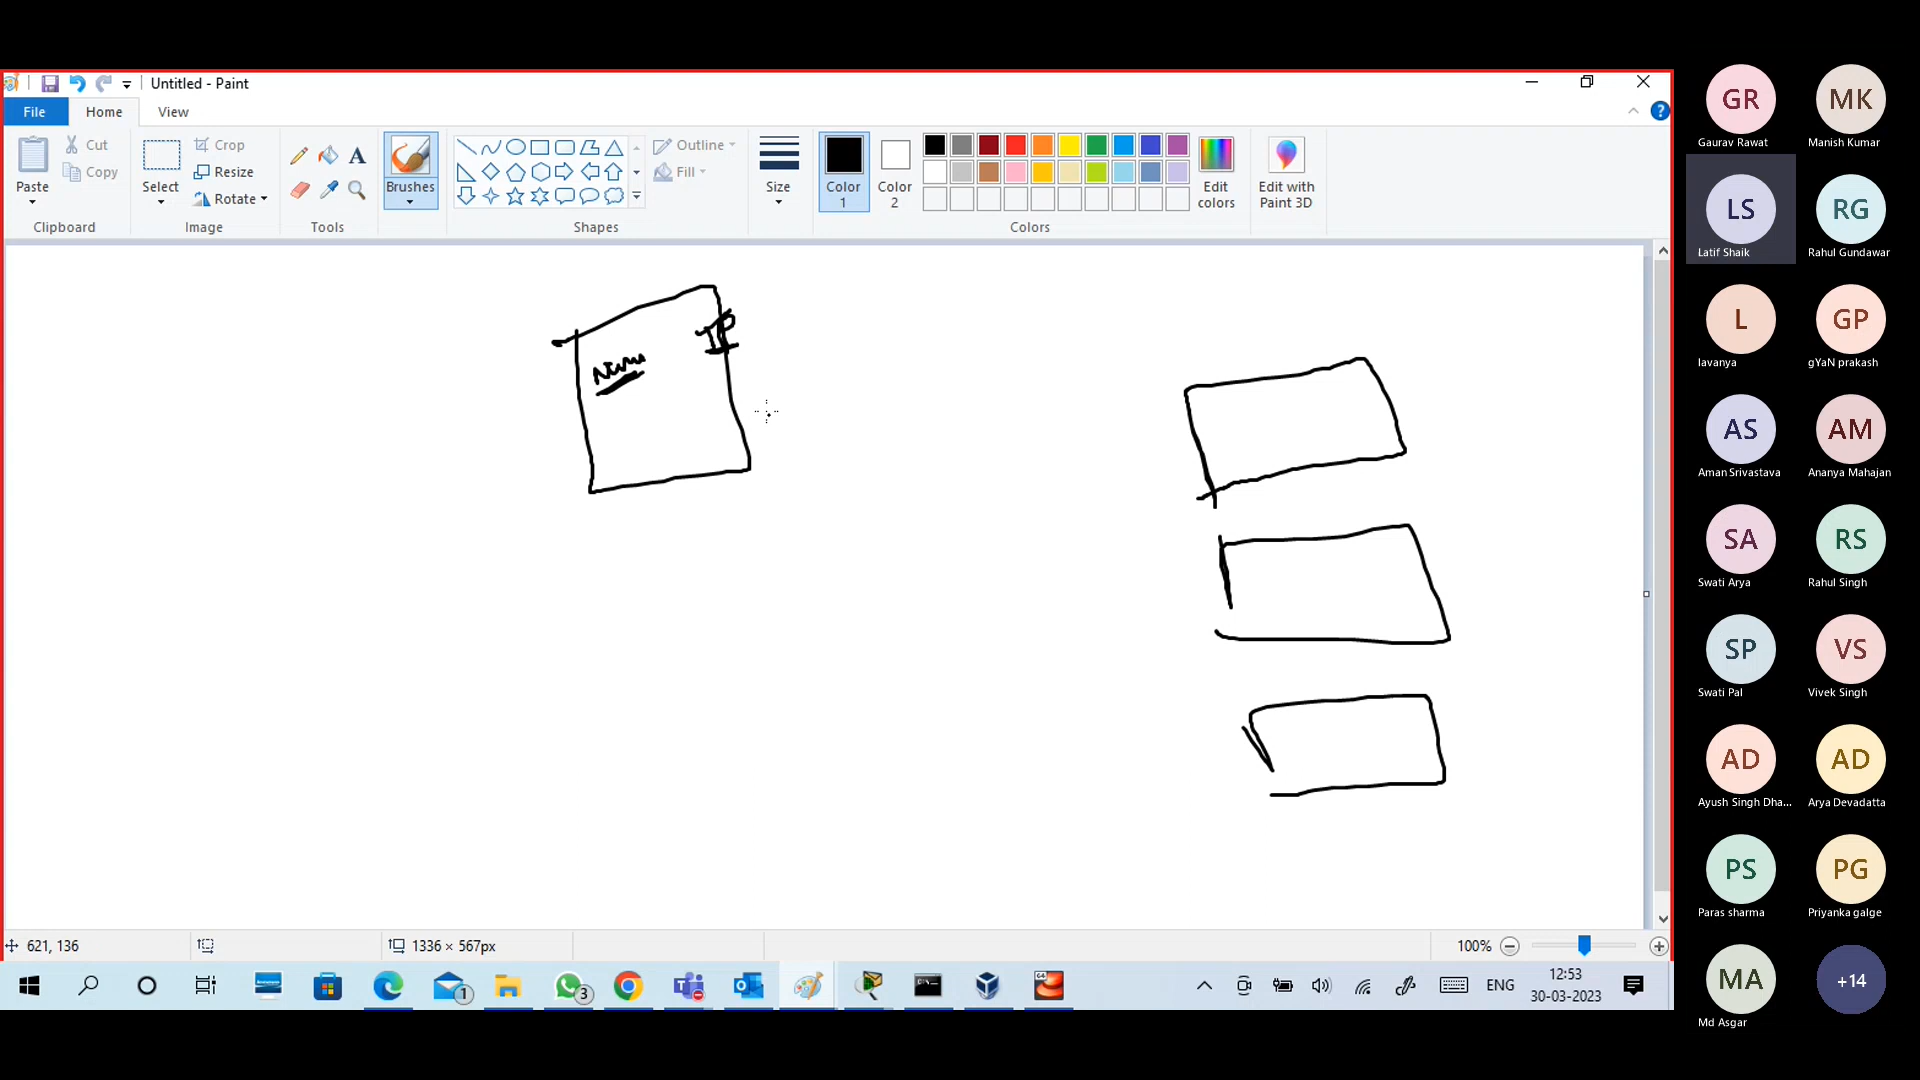 Untitled - Paint
File Home View
Paste
Cut
Copy
Clipboard
Select
Crop
Resize
Rotate
Image
A
Tools
Brushes
Shapes
Outline
Fill
Size
Color 1
Color 2
Edit colors
Edit with Paint 3D
Colors
IP
621, 136
1336 × 567px
100%
1
3
64
ENG
12:53
30-03-2023
GR
Gaurav Rawat
MK
Manish Kumar
LS
Latif Shaik
RG
Rahul Gundawar
L
lavanya
GP
gYaN prakash
AS
Aman Srivastava
AM
Ananya Mahajan
SA
Swati Arya
RS
Rahul Singh
SP
Swati Pal
VS
Vivek Singh
AD
Ayush Singh Dha...
AD
Arya Devadatta
PS
Paras sharma
PG
Priyanka galge
MA
Md Asgar
+14